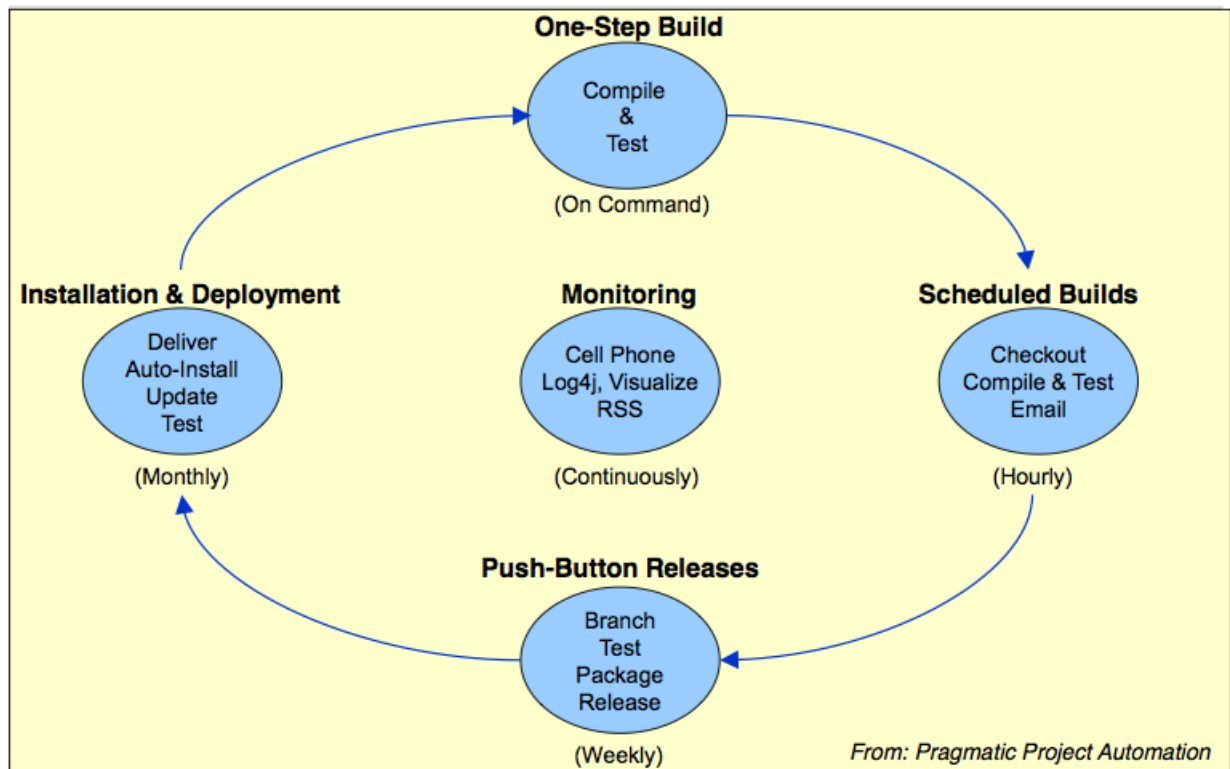 One-Step Build
Compile
&
Test
(On Command)
Installation & Deployment
Deliver
Auto-Install
Update
Test
(Monthly)
Monitoring
Cell Phone
Log4j, Visualize
RSS
(Continuously)
Scheduled Builds
Checkout
Compile & Test
Email
(Hourly)
Push-Button Releases
Branch
Test
Package
Release
(Weekly)
From: Pragmatic Project Automation